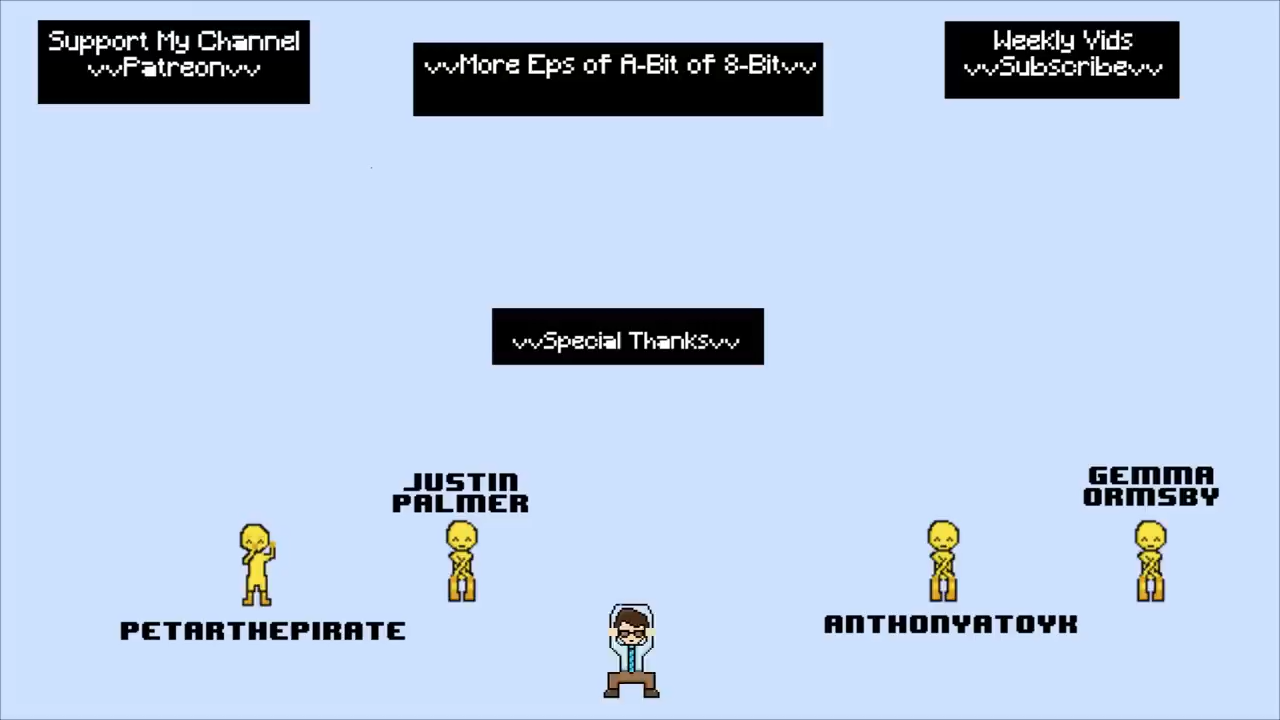 Support My Channel
vvPatreonvv
vvMore Eps of A-Bit of 8-Bitvv
Weekly Vids
vvSubscribevv
vvSpecial Thanksvv
JUSTIN
PALMER
GEMMA
ORMSBY
PETARTHEPIRATE
ANTHONYATOYK